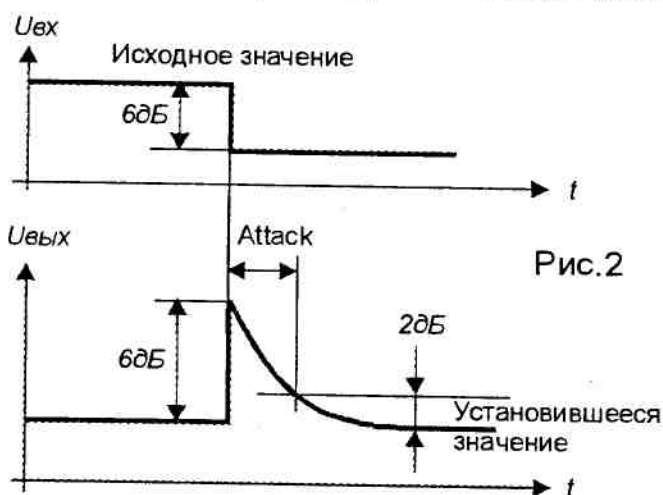 Uвх
Исходное значение
6дБ
t
Uвых
Attack
Рис.2
6дБ
2дБ
Установившееся
значение
t